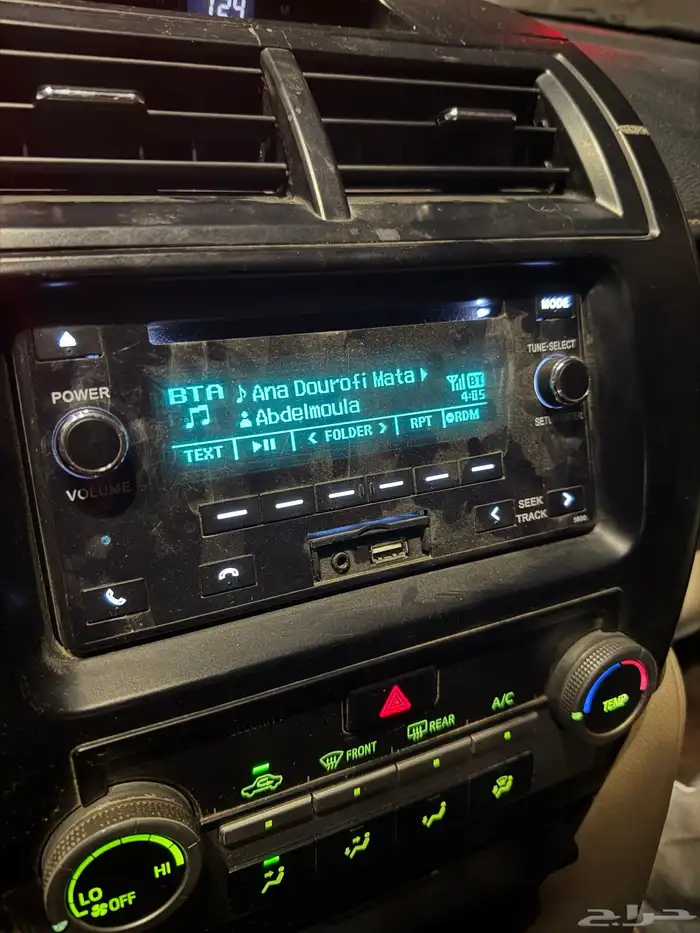 124
MODE
TUNE·SELECT
POWER
VOLUME
BTA
Ana Dourofi Mata
Abdelmoula
BT
4:05
TEXT
< FOLDER >
RPT
RDM
SEEK
TRACK
A/C
REAR
FRONT
TEMP
LO
HI
OFF
حراج